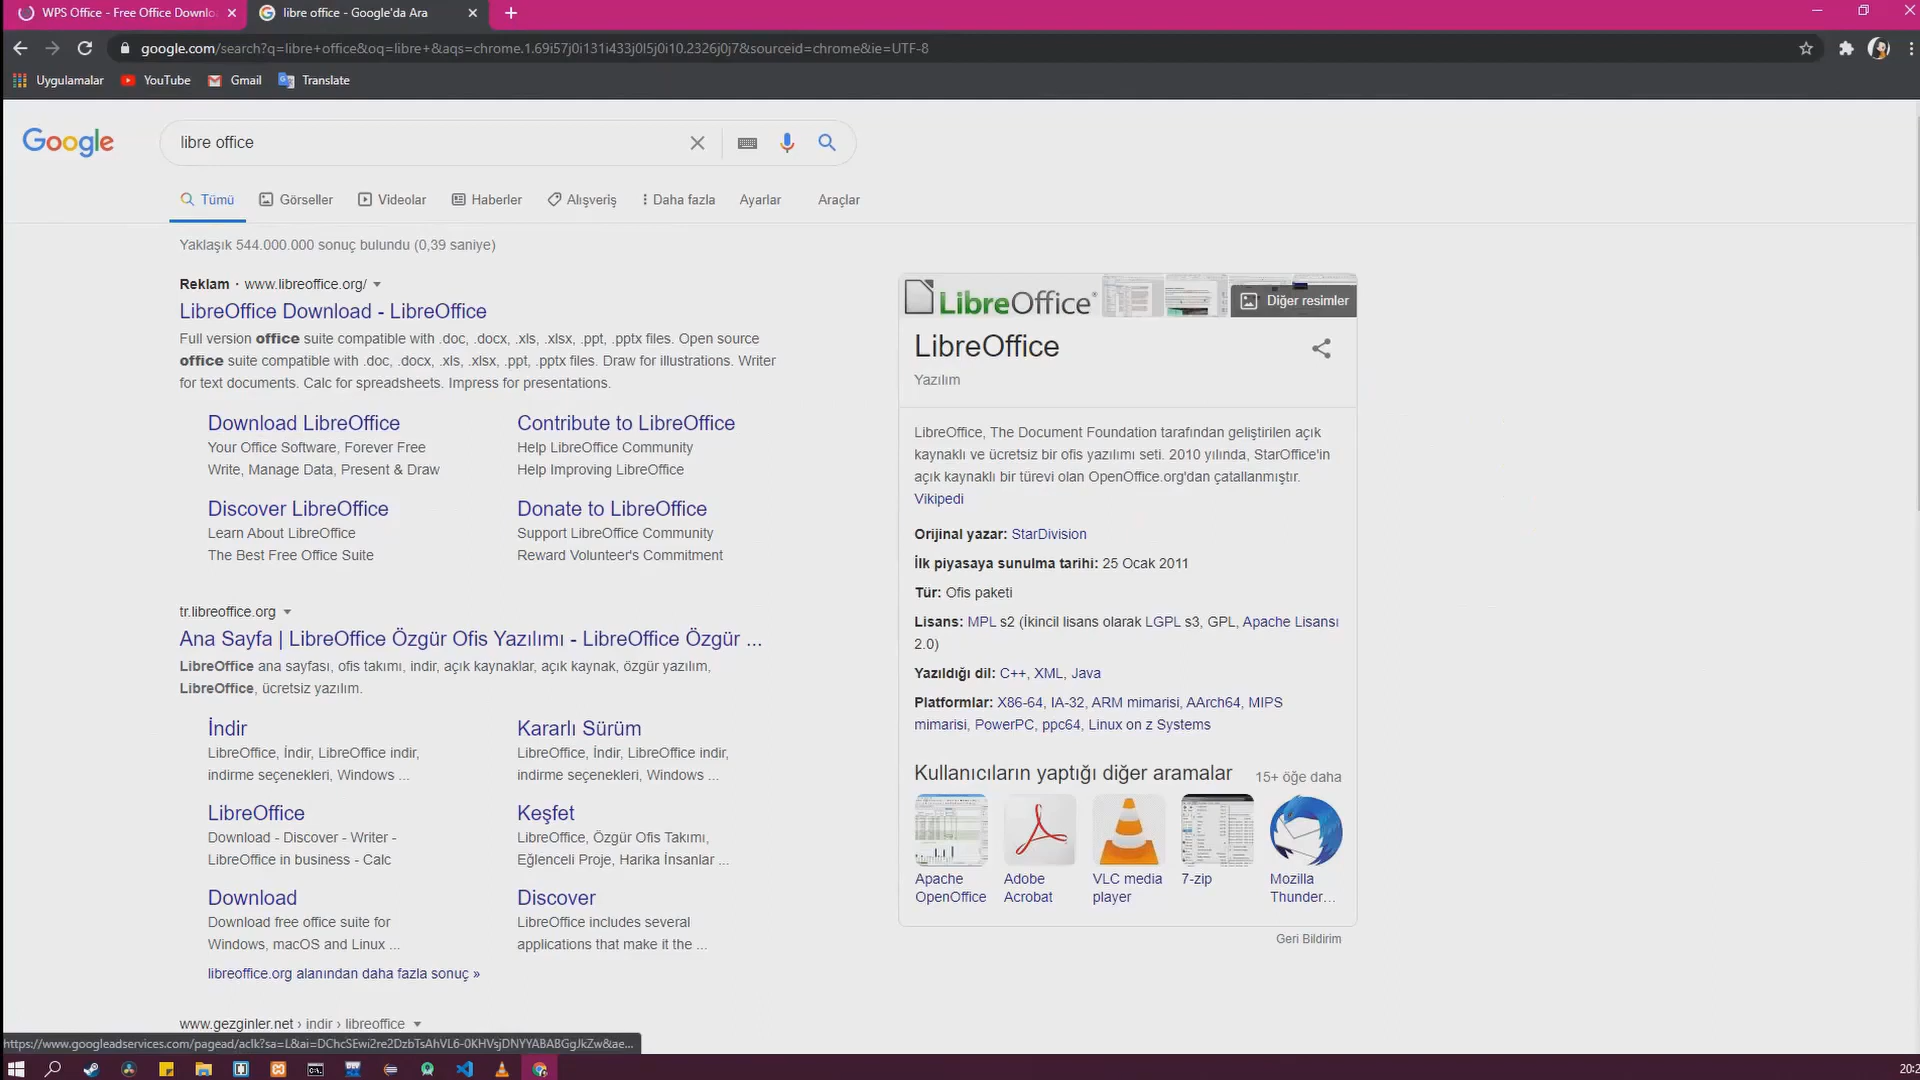 WPS Office - Free Office Downlo
libre office - Google'da Ara
google.com/search?q=libre+office&oq=libre+&aqs=chrome.1.69i57j0i131i433j0l5j0i10.2326j0j7&sourceid=chrome&ie=UTF-8
Uygulamalar YouTube Gmail Translate
Google
libre office
Tümü Görseller Videolar Haberler Alışveriş Daha fazla Ayarlar Araçlar
Yaklaşık 544.000.000 sonuç bulundu (0,39 saniye)
Reklam · www.libreoffice.org/
LibreOffice Download - LibreOffice
Full version office suite compatible with .doc, .docx, .xls, .xlsx, .ppt, .pptx files. Open source
office suite compatible with .doc, .docx, .xls, .xlsx, .ppt, .pptx files. Draw for illustrations. Writer
for text documents. Calc for spreadsheets. Impress for presentations.
Download LibreOffice
Your Office Software, Forever Free
Write, Manage Data, Present & Draw
Contribute to LibreOffice
Help LibreOffice Community
Help Improving LibreOffice
Discover LibreOffice
Learn About LibreOffice
The Best Free Office Suite
Donate to LibreOffice
Support LibreOffice Community
Reward Volunteer's Commitment
tr.libreoffice.org
Ana Sayfa | LibreOffice Özgür Ofis Yazılımı - LibreOffice Özgür ...
LibreOffice ana sayfası, ofis takımı, indir, açık kaynaklar, açık kaynak, özgür yazılım,
LibreOffice, ücretsiz yazılım.
İndir
LibreOffice, İndir, LibreOffice indir,
indirme seçenekleri, Windows ...
Kararlı Sürüm
LibreOffice, İndir, LibreOffice indir,
indirme seçenekleri, Windows ...
LibreOffice
Download - Discover - Writer -
LibreOffice in business - Calc
Keşfet
LibreOffice, Özgür Ofis Takımı,
Eğlenceli Proje, Harika İnsanlar ...
Download
Download free office suite for
Windows, macOS and Linux ...
Discover
LibreOffice includes several
applications that make it the ...
libreoffice.org alanından daha fazla sonuç »
www.gezginler.net › indir › libreoffice
LibreOffice
Diğer resimler
LibreOffice
Yazılım
LibreOffice, The Document Foundation tarafından geliştirilen açık
kaynaklı ve ücretsiz bir ofis yazılımı seti. 2010 yılında, StarOffice'in
açık kaynaklı bir türevi olan OpenOffice.org'dan çatallanmıştır.
Vikipedi
Orijinal yazar: StarDivision
İlk piyasaya sunulma tarihi: 25 Ocak 2011
Tür: Ofis paketi
Lisans: MPL s2 (İkincil lisans olarak LGPL s3, GPL, Apache Lisansı
2.0)
Yazıldığı dil: C++, XML, Java
Platformlar: X86-64, IA-32, ARM mimarisi, AArch64, MIPS
mimarisi, PowerPC, ppc64, Linux on z Systems
Kullanıcıların yaptığı diğer aramalar 15+ öğe daha
Apache
OpenOffice
Adobe
Acrobat
VLC media
player
7-zip
Mozilla
Thunder...
Geri Bildirim
https://www.googleadservices.com/pagead/aclk?sa=L&ai=DChcSEwi2re2DzbTsAhVL6-0KHVsjDNYYABABGgJkZw&ae...
20:2